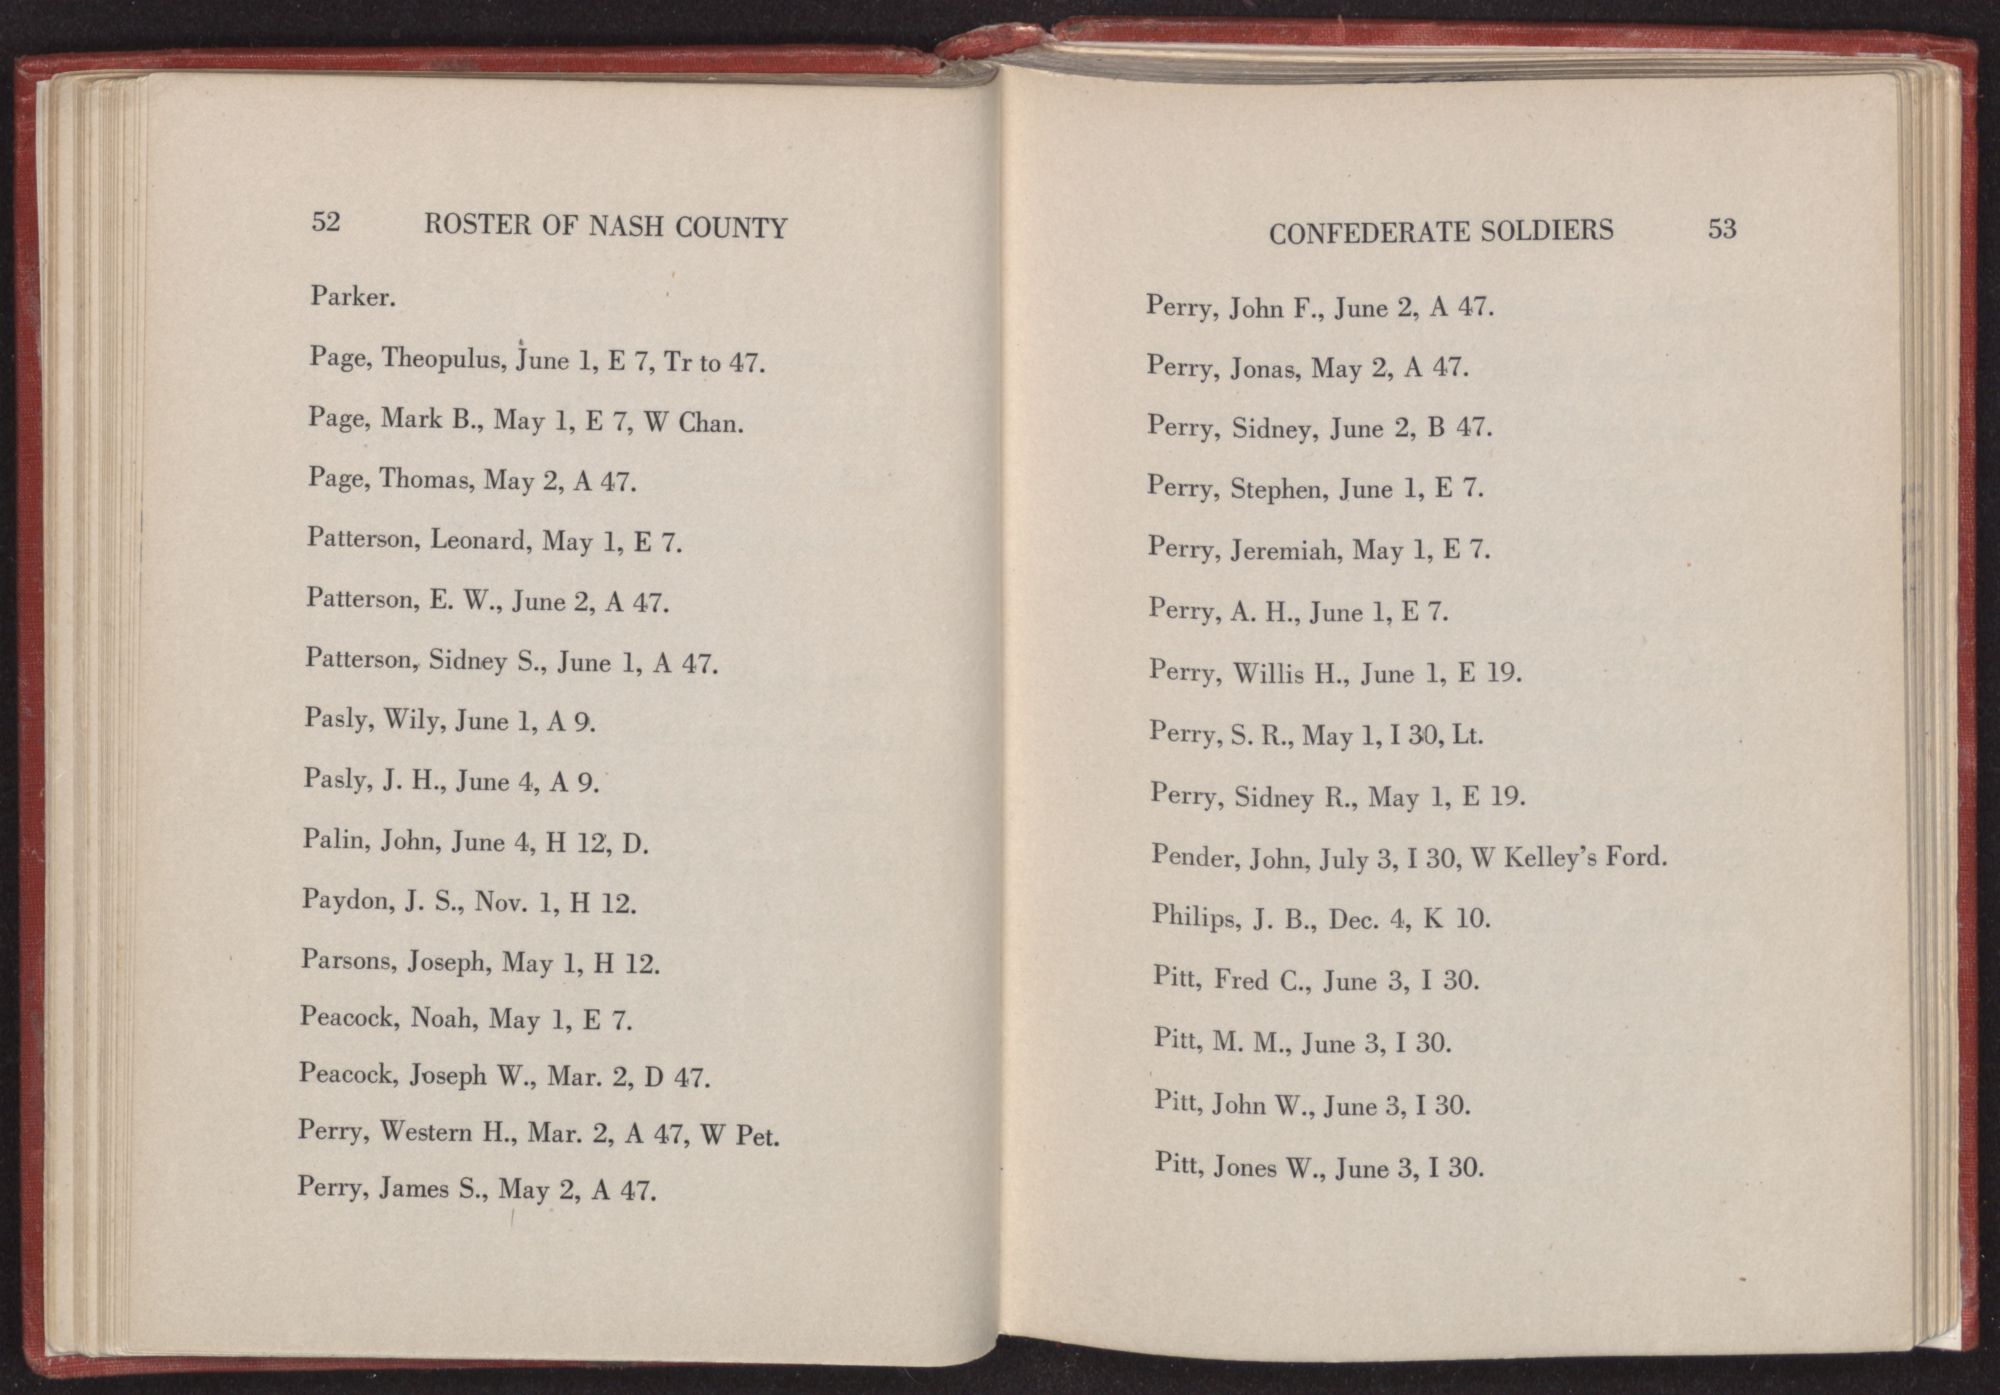 52 ROSTER OF NASH COUNTY
Parker.
Page, Theopulus, June 1, E 7, Tr to 47.
Page, Mark B., May 1, E 7, W Chan.
Page, Thomas, May 2, A 47.
Patterson, Leonard, May 1, E 7.
Patterson, E. W., June 2, A 47.
Patterson, Sidney S., June 1, A 47.
Pasly, Wily, June 1, A 9.
Pasly, J. H., June 4, A 9.
Palin, John, June 4, H 12, D.
Paydon, J. S., Nov. 1, H 12.
Parsons, Joseph, May 1, H 12.
Peacock, Noah, May 1, E 7.
Peacock, Joseph W., Mar. 2, D 47.
Perry, Western H., Mar. 2, A 47, W Pet.
Perry, James S., May 2, A 47.
CONFEDERATE SOLDIERS 53
Perry, John F., June 2, A 47.
Perry, Jonas, May 2, A 47.
Perry, Sidney, June 2, B 47.
Perry, Stephen, June 1, E 7.
Perry, Jeremiah, May 1, E 7.
Perry, A. H., June 1, E 7.
Perry, Willis H., June 1, E 19.
Perry, S. R., May 1, I 30, Lt.
Perry, Sidney R., May 1, E 19.
Pender, John, July 3, I 30, W Kelley's Ford.
Philips, J. B., Dec. 4, K 10.
Pitt, Fred C., June 3, I 30.
Pitt, M. M., June 3, I 30.
Pitt, John W., June 3, I 30.
Pitt, Jones W., June 3, I 30.